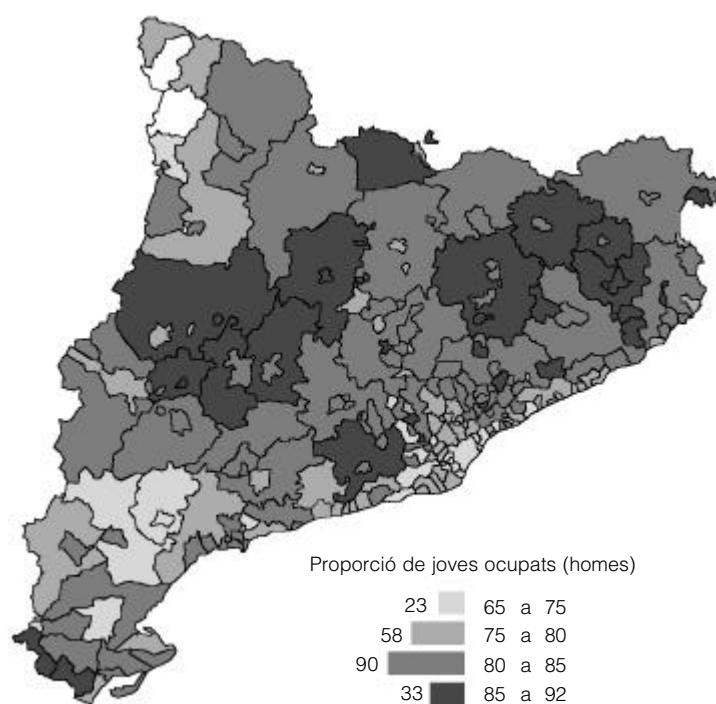 Proporció de joves ocupats (homes)
23 65 a 75
58 75 a 80
90 80 a 85
33 85 a 92